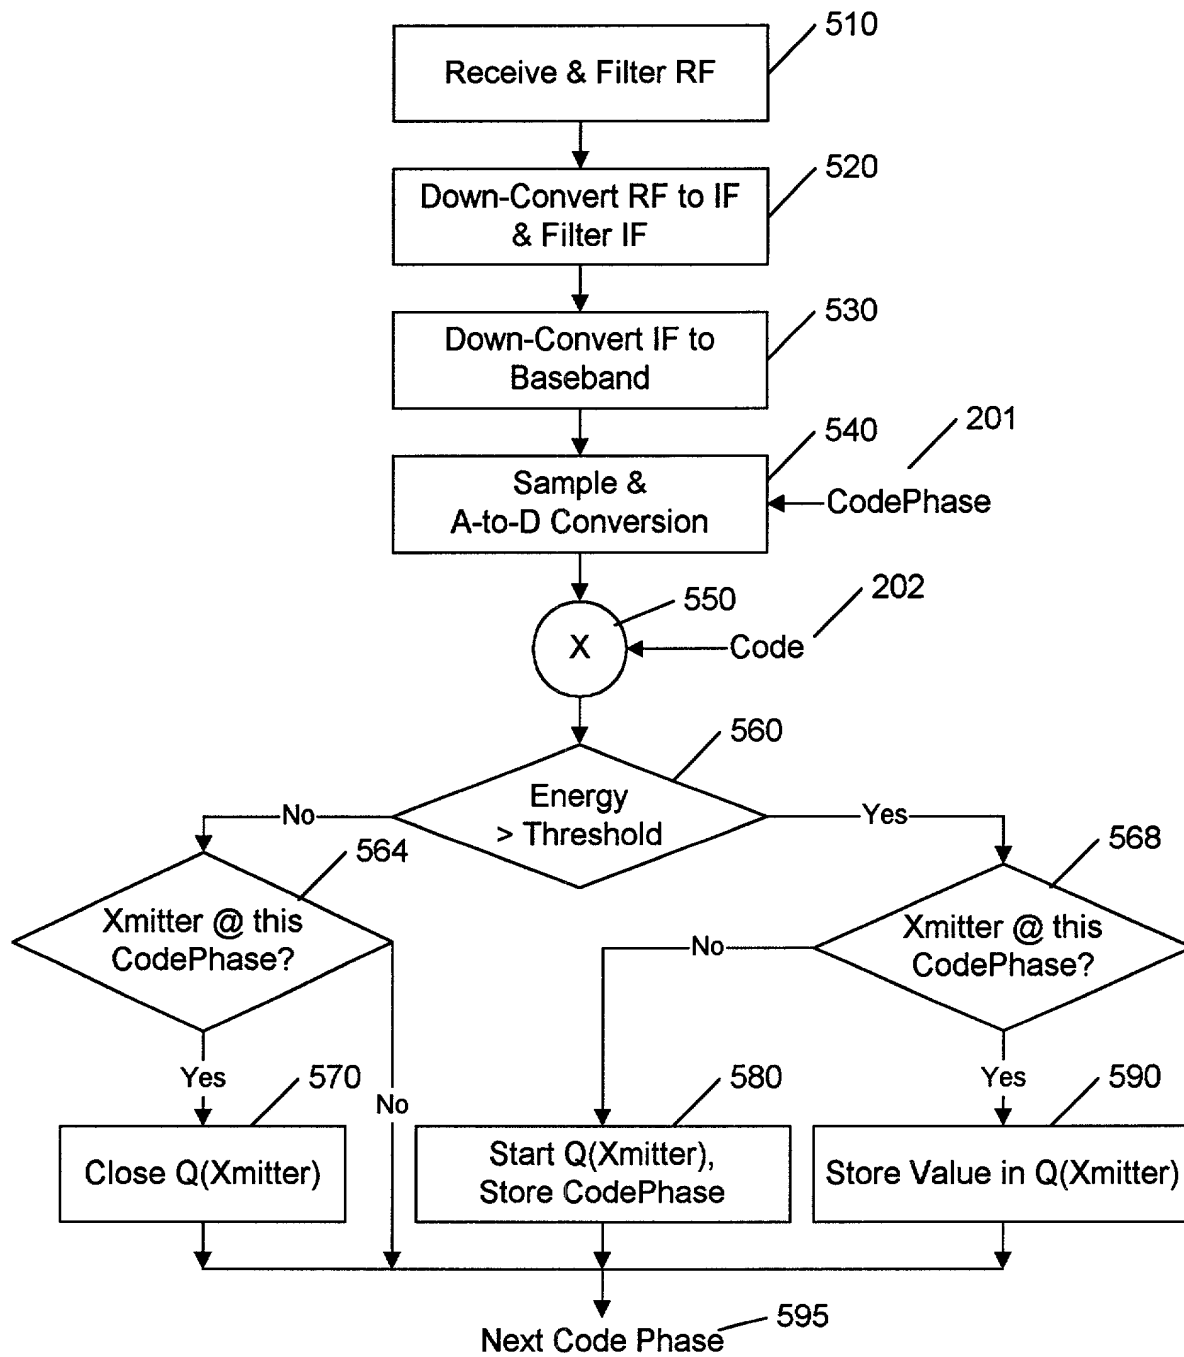 510
Receive & Filter RF
520
Down-Convert RF to IF
& Filter IF
530
Down-Convert IF to
Baseband
540
201
Sample &
A-to-D Conversion
CodePhase
550
202
X
Code
560
Energy
> Threshold
No
Yes
564
568
Xmitter @ this
CodePhase?
Xmitter @ this
CodePhase?
No
Yes
570
No
580
Yes
590
Close Q(Xmitter)
Start Q(Xmitter),
Store CodePhase
Store Value in Q(Xmitter)
Next Code Phase
595